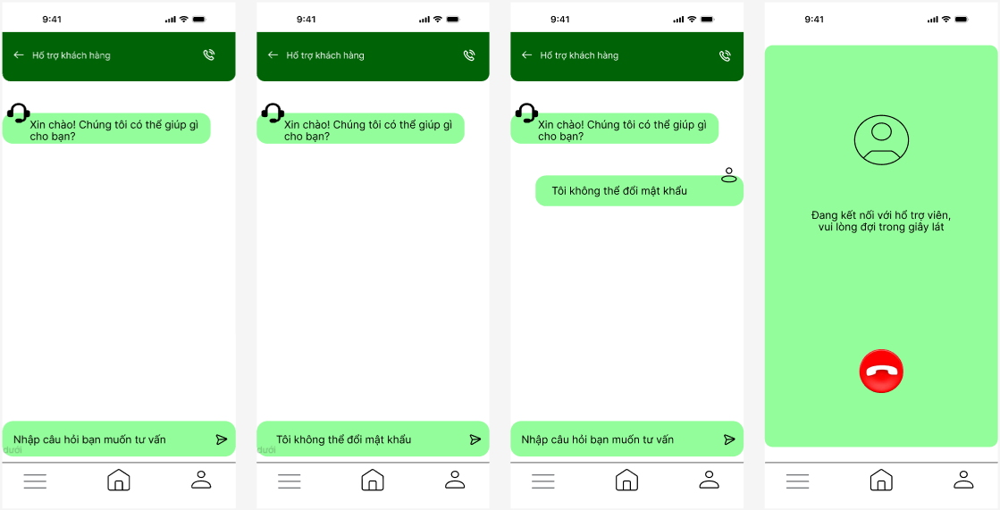 9:41
Hổ trợ khách hàng
Xin chào! Chúng tôi có thể giúp gì
cho bạn?
Nhập câu hỏi bạn muốn tư vấn
dưới
9:41
Hổ trợ khách hàng
Xin chào! Chúng tôi có thể giúp gì
cho bạn?
Tôi không thể đổi mật khẩu
dưới
9:41
Hổ trợ khách hàng
Xin chào! Chúng tôi có thể giúp gì
cho bạn?
Tôi không thể đổi mật khẩu
Nhập câu hỏi bạn muốn tư vấn
9:41
Đang kết nối với hổ trợ viên,
vui lòng đợi trong giây lát